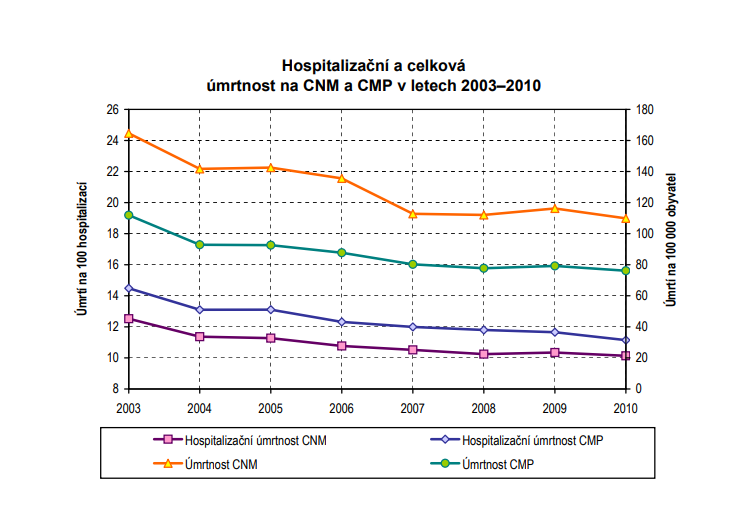 Hospitalizační a celková
úmrtnost na CNM a CMP v letech 2003–2010
Úmrtí na 100 hospitalizací
26
24
22
20
18
16
14
12
10
8
180
160
140
120
100
80
60
40
20
0
Úmrtí na 100 000 obyvatel
2003 2004 2005 2006 2007 2008 2009 2010
Hospitalizační úmrtnost CNM Hospitalizační úmrtnost CMP
Úmrtnost CNM Úmrtnost CMP